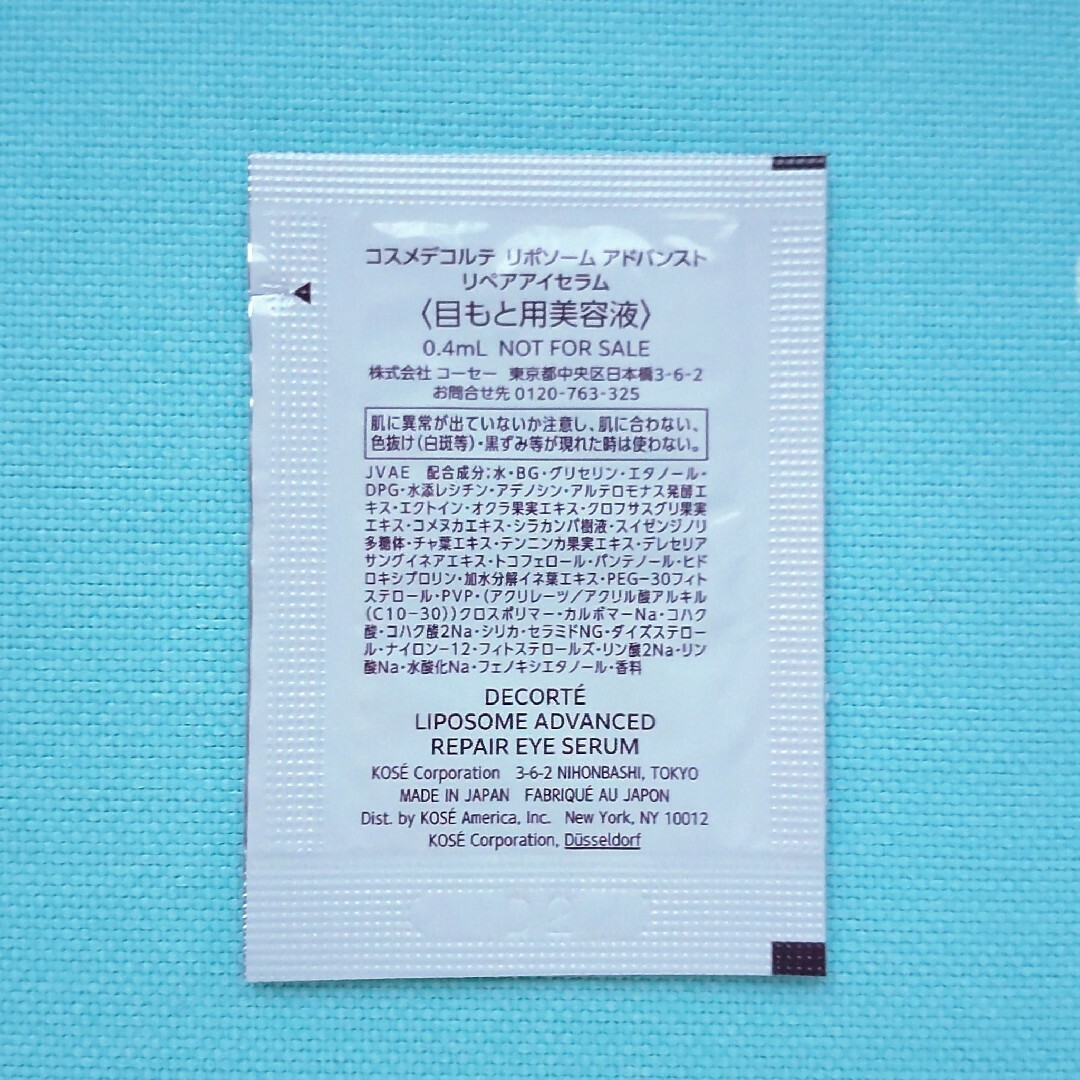 コスメデコルテ リポソーム アドバンスト
リペアアイセラム
〈目もと用美容液〉
0.4mL NOT FOR SALE
株式会社 コーセー 東京都中央区日本橋3-6-2
お問合せ先 0120-763-325
肌に異常が出ていないか注意し、肌に合わない、
色抜け(白斑等)・黒ずみ等が現れた時は使わない。
JVAE 配合成分:水・BG・グリセリン・エタノール・
DPG・水添レシチン・アデノシン・アルテロモナス発酵エ
キス・エクトイン・オクラ果実エキス・クロフサスグリ果実
エキス・コメヌカエキス・シラカンバ樹液・スイゼンジノリ
多糖体・チャ葉エキス・テンニンカ果実エキス・デレセリア
サングイネアエキス・トコフェロール・パンテノール・ヒド
ロキシプロリン・加水分解イネ葉エキス・PEG-30フィト
ステロール・PVP・(アクリレーツ/アクリル酸アルキル
(C10-30))クロスポリマー・カルボマーNa・コハク
酸・コハク酸2Na・シリカ・セラミドNG・ダイズステロー
ル・ナイロン-12・フィトステロールズ・リン酸2Na・リン
酸Na・水酸化Na・フェノキシエタノール・香料
DECORTÉ
LIPOSOME ADVANCED
REPAIR EYE SERUM
KOSÉ Corporation 3-6-2 NIHONBASHI, TOKYO
MADE IN JAPAN FABRIQUÉ AU JAPON
Dist. by KOSÉ America, Inc. New York, NY 10012
KOSÉ Corporation, Düsseldorf